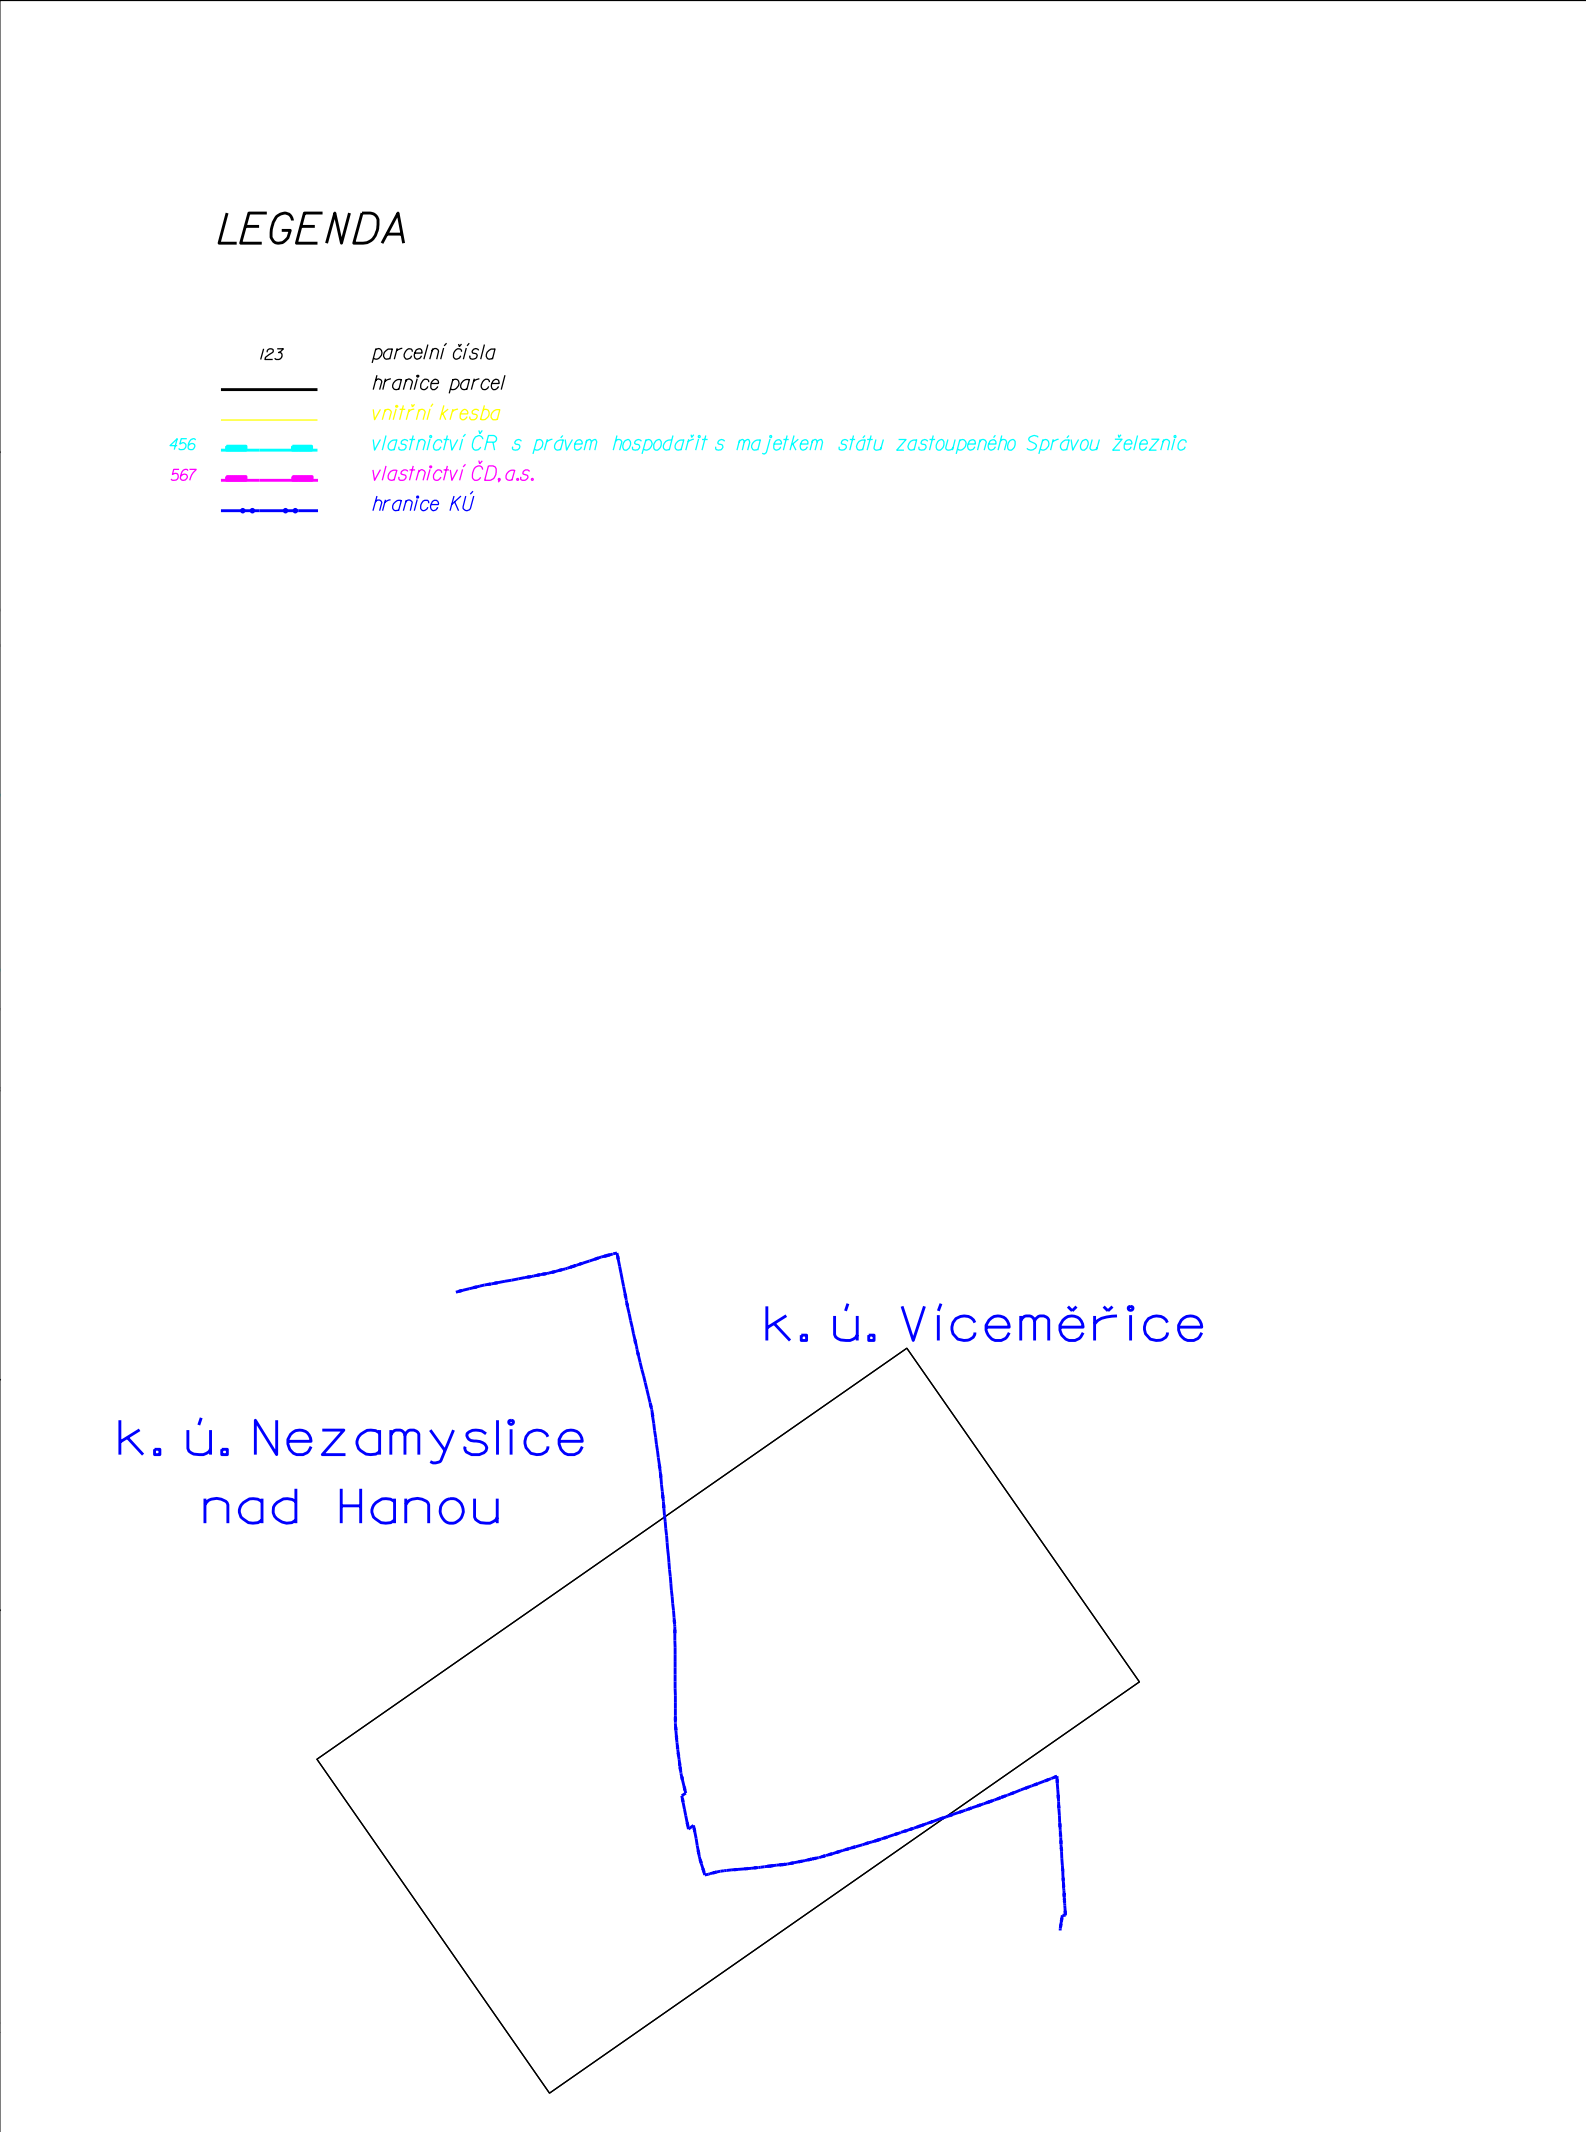 LEGENDA
123 parcelní čísla
hranice parcel
vnitřní kresba
456 vlastnictví ČR s právem hospodařit s majetkem státu zastoupeného Správou železnic
567 vlastnictví ČD,a.s.
hranice KÚ
k. ú. Víceměřice
k. ú. Nezamyslice
nad Hanou